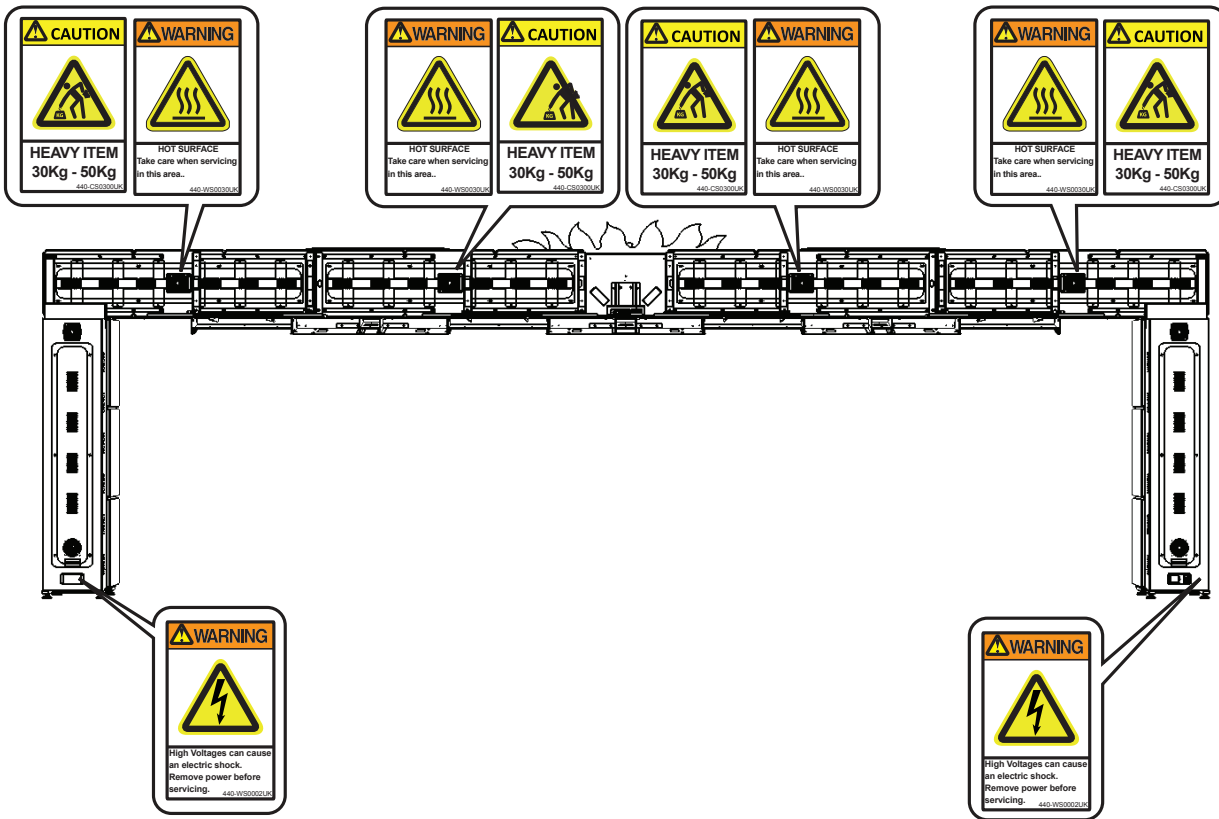 CAUTION
KG
HEAVY ITEM
30Kg - 50Kg
440-CS0300UK
WARNING
HOT SURFACE
Take care when servicing
in this area..
440-WS0030UK
WARNING
HOT SURFACE
Take care when servicing
in this area..
440-WS0030UK
CAUTION
KG
HEAVY ITEM
30Kg - 50Kg
440-CS0300UK
CAUTION
KG
HEAVY ITEM
30Kg - 50Kg
440-CS0300UK
WARNING
HOT SURFACE
Take care when servicing
in this area..
440-WS0030UK
WARNING
HOT SURFACE
Take care when servicing
in this area..
440-WS0030UK
CAUTION
KG
HEAVY ITEM
30Kg - 50Kg
440-CS0300UK
WARNING
High Voltages can cause
an electric shock.
Remove power before
servicing.
440-WS0002UK
WARNING
High Voltages can cause
an electric shock.
Remove power before
servicing.
440-WS0002UK